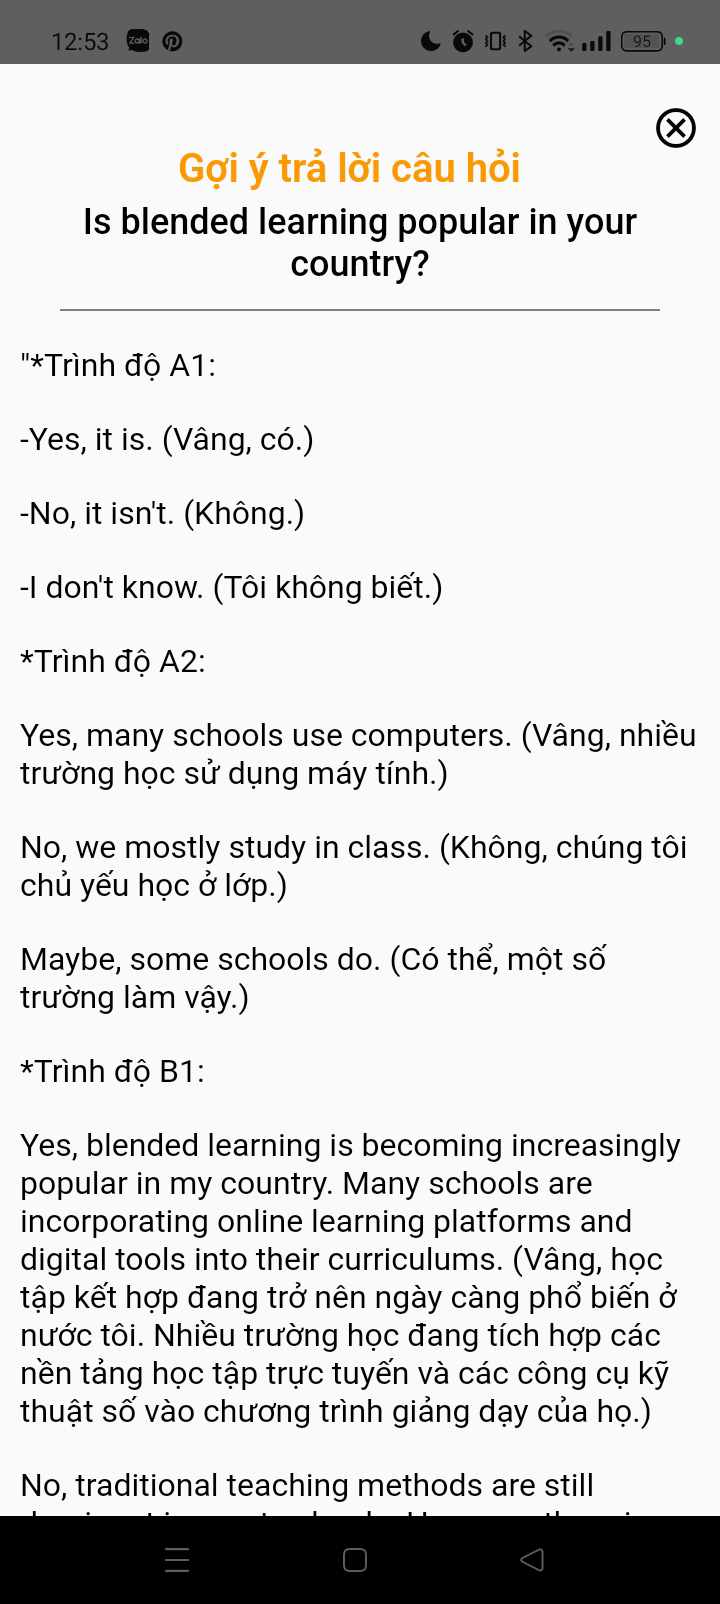 12:53 Zalo 95
Gợi ý trả lời câu hỏi
Is blended learning popular in your
country?
"*Trình độ A1:
-Yes, it is. (Vâng, có.)
-No, it isn't. (Không.)
-I don't know. (Tôi không biết.)
*Trình độ A2:
Yes, many schools use computers. (Vâng, nhiều
trường học sử dụng máy tính.)
No, we mostly study in class. (Không, chúng tôi
chủ yếu học ở lớp.)
Maybe, some schools do. (Có thể, một số
trường làm vậy.)
*Trình độ B1:
Yes, blended learning is becoming increasingly
popular in my country. Many schools are
incorporating online learning platforms and
digital tools into their curriculums. (Vâng, học
tập kết hợp đang trở nên ngày càng phổ biến ở
nước tôi. Nhiều trường học đang tích hợp các
nền tảng học tập trực tuyến và các công cụ kỹ
thuật số vào chương trình giảng dạy của họ.)
No, traditional teaching methods are still